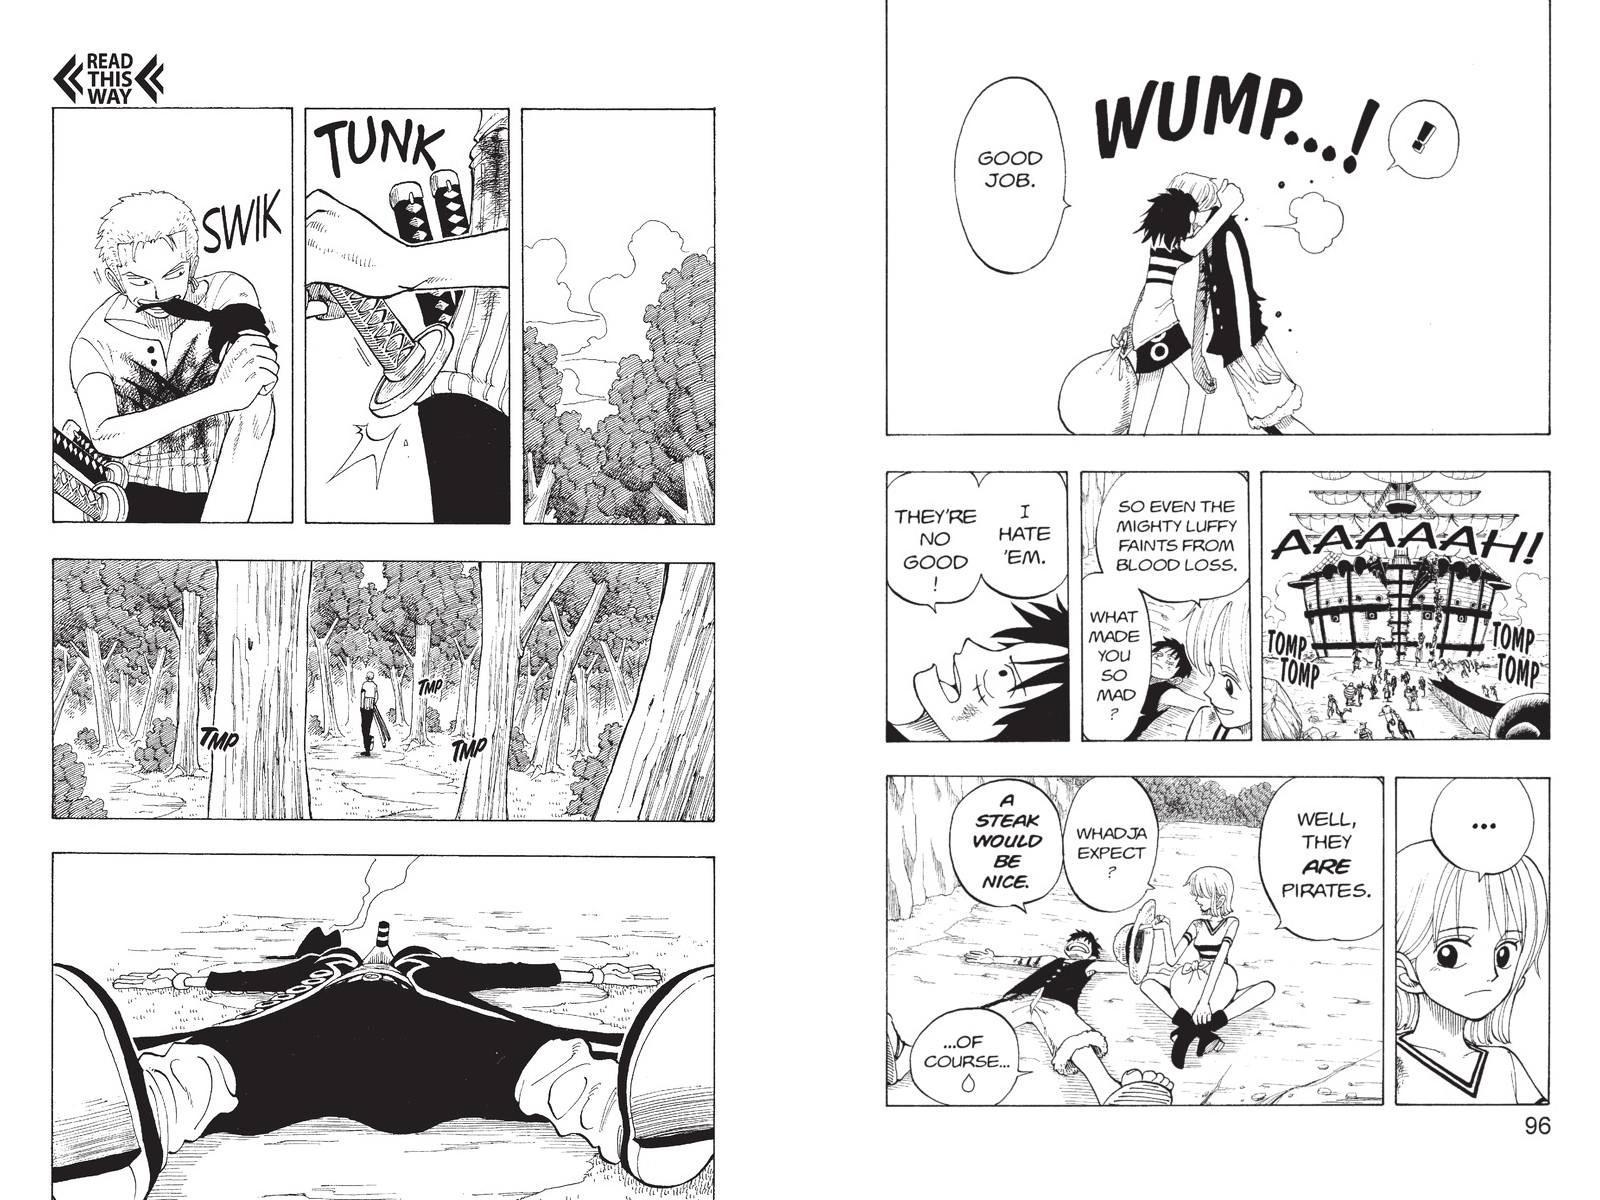 WUMP...!
!
GOOD
JOB.
AAAAAAH!
TOMP
TOMP
TOMP
TOMP
SO EVEN THE
MIGHTY LUFFY
FAINTS FROM
BLOOD LOSS.
WHAT
MADE
YOU
SO
MAD
?
I
HATE
'EM.
THEY'RE
NO
GOOD
!
...
WELL,
THEY
ARE
PIRATES.
WHADJA
EXPECT
?
A
STEAK
WOULD
BE
NICE.
...OF
COURSE...
96
READ
THIS
WAY
TUNK
SWIK
TMP
TMP
TMP